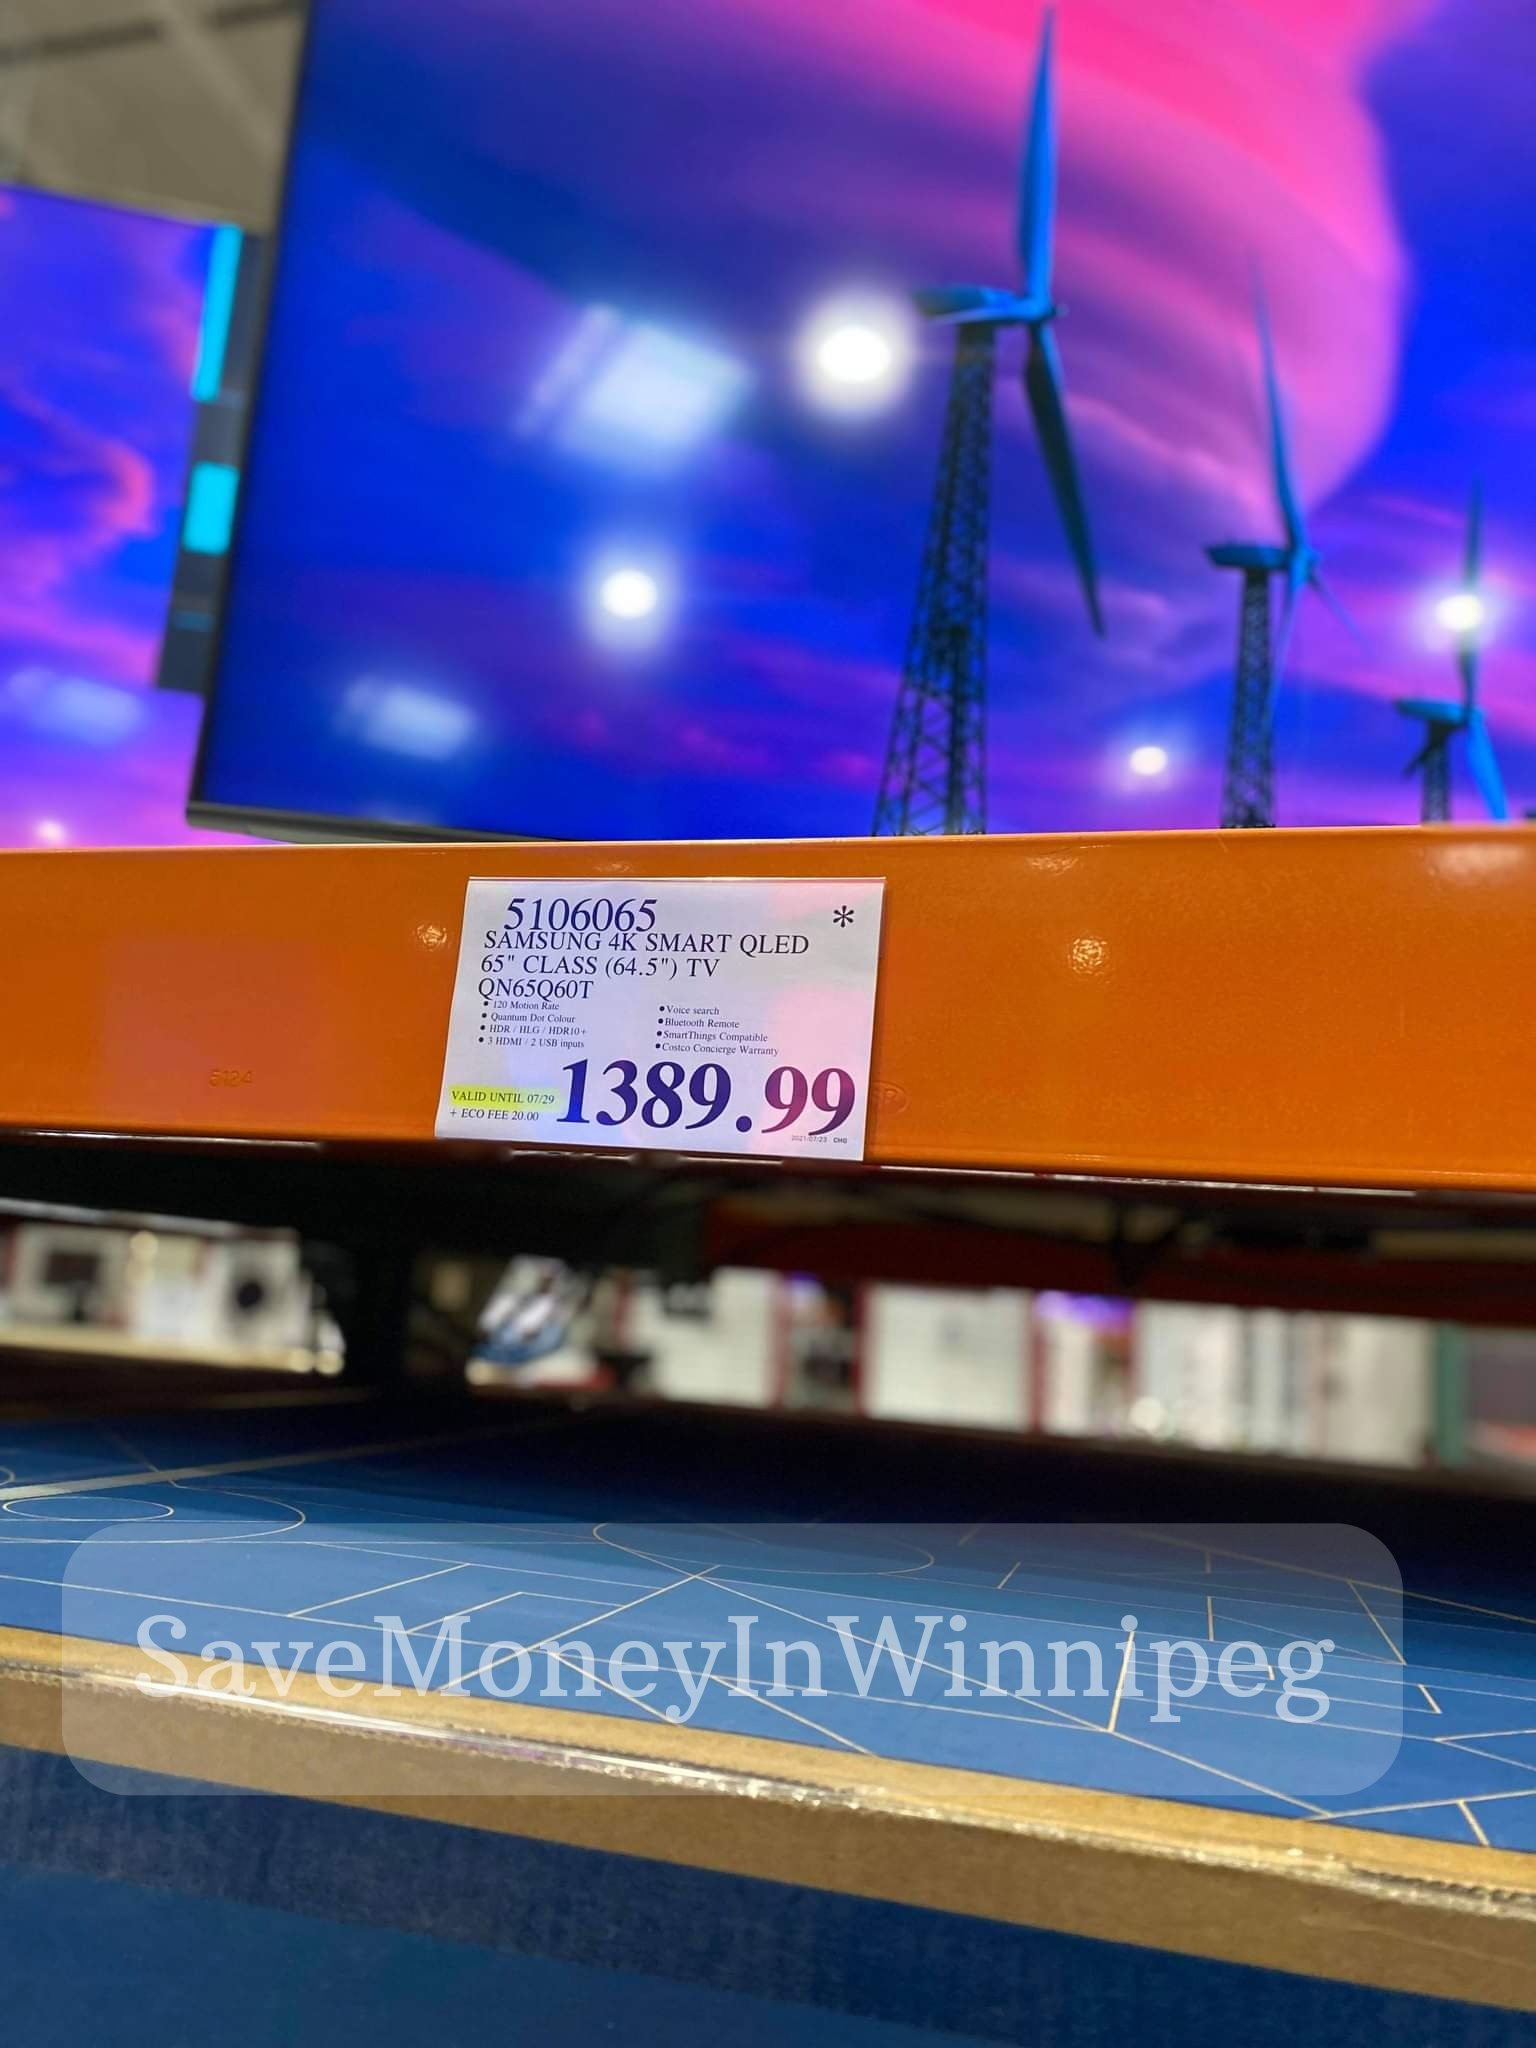 5106065 *
SAMSUNG 4K SMART QLED
65" CLASS (64.5") TV
QN65Q60T
• 120 Motion Rate
• Quantum Dot Colour
• HDR / HLG / HDR10+
• 3 HDMI / 2 USB inputs
• Voice search
• Bluetooth Remote
• SmartThings Compatible
• Costco Concierge Warranty
VALID UNTIL 07/29
+ ECO FEE 20.00
1389.99
2021/07/23 CHG
5124
SaveMoneyInWinnipeg